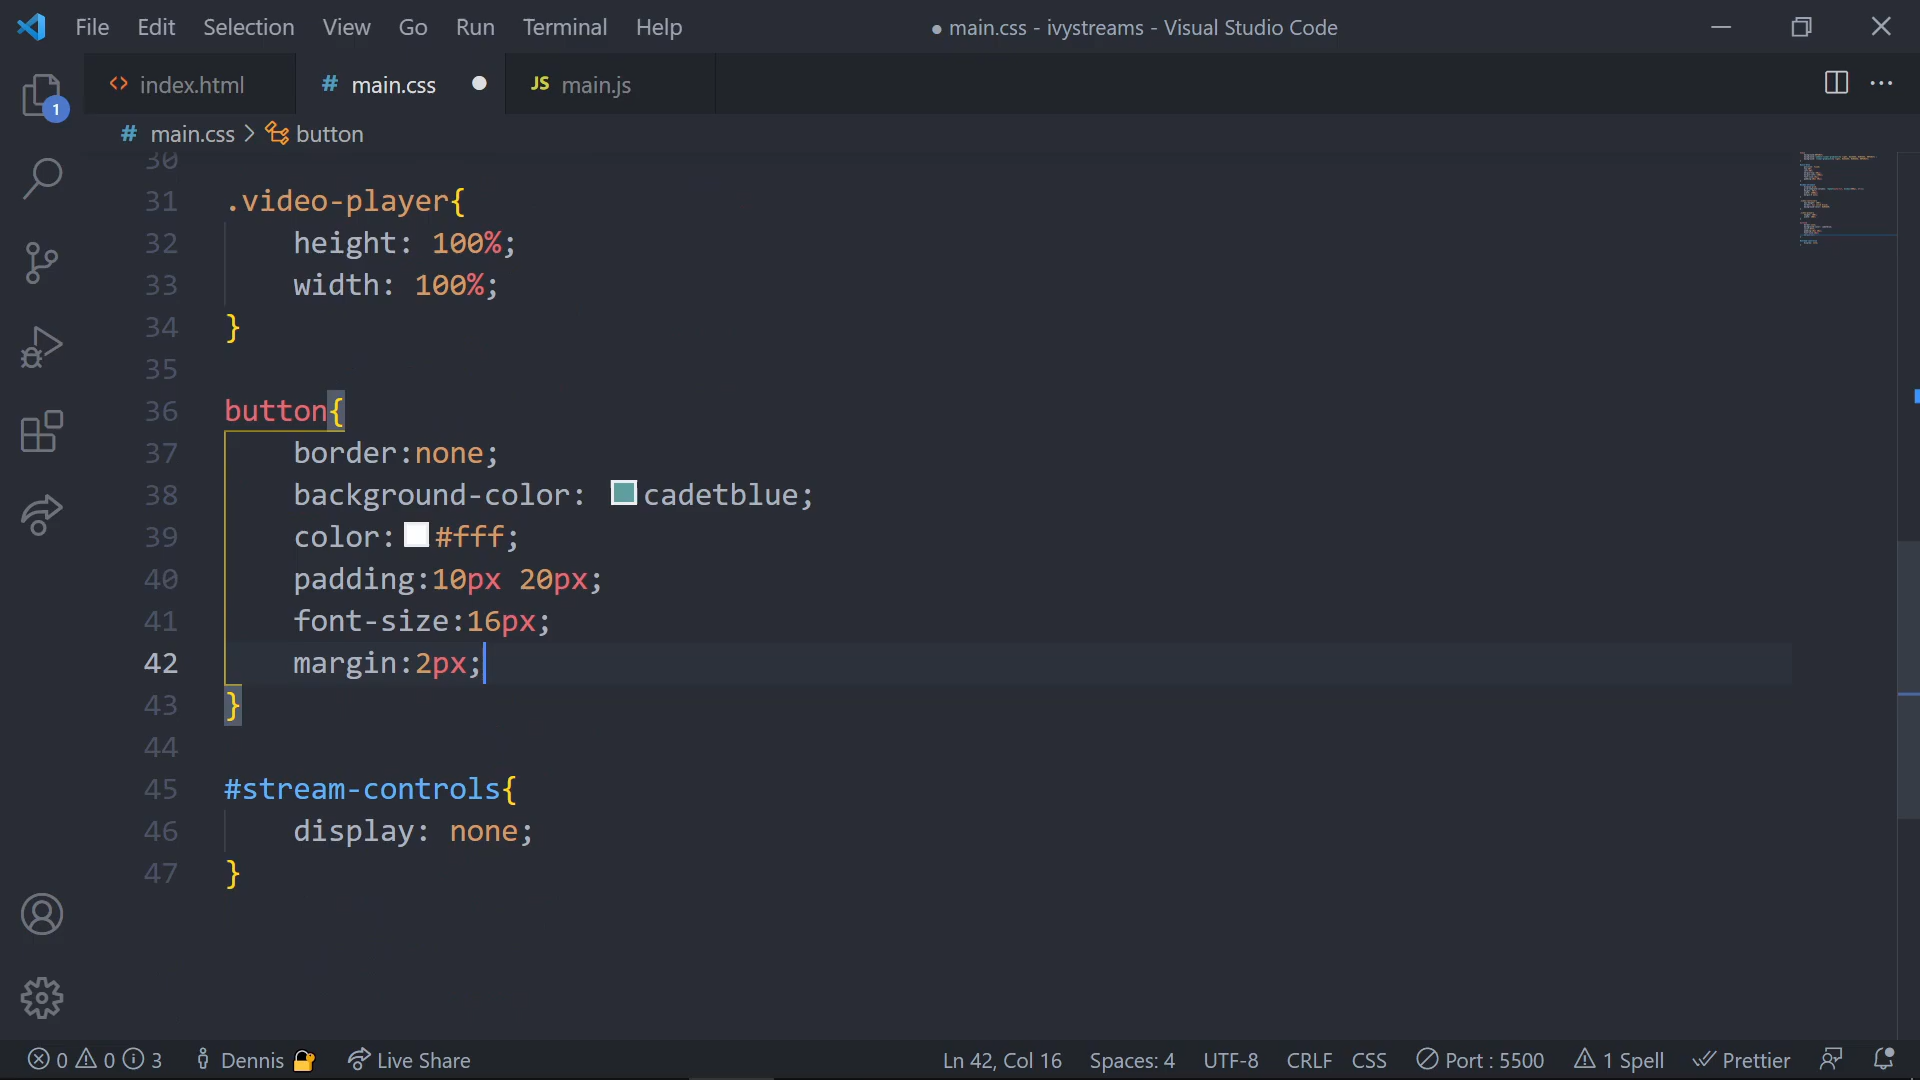 File Edit Selection View Go Run Terminal Help ● main.css - ivystreams - Visual Studio Code
<> index.html # main.css ● JS main.js
1
# main.css > button
30
31 .video-player{
32 height: 100%;
33 width: 100%;
34 }
35
36 button{
37 border:none;
38 background-color: cadetblue;
39 color:#fff;
40 padding:10px 20px;
41 font-size:16px;
42 margin:2px;
43 }
44
45 #stream-controls{
46 display: none;
47 }
0 0 3 Dennis Live Share Ln 42, Col 16 Spaces: 4 UTF-8 CRLF CSS Port : 5500 1 Spell Prettier